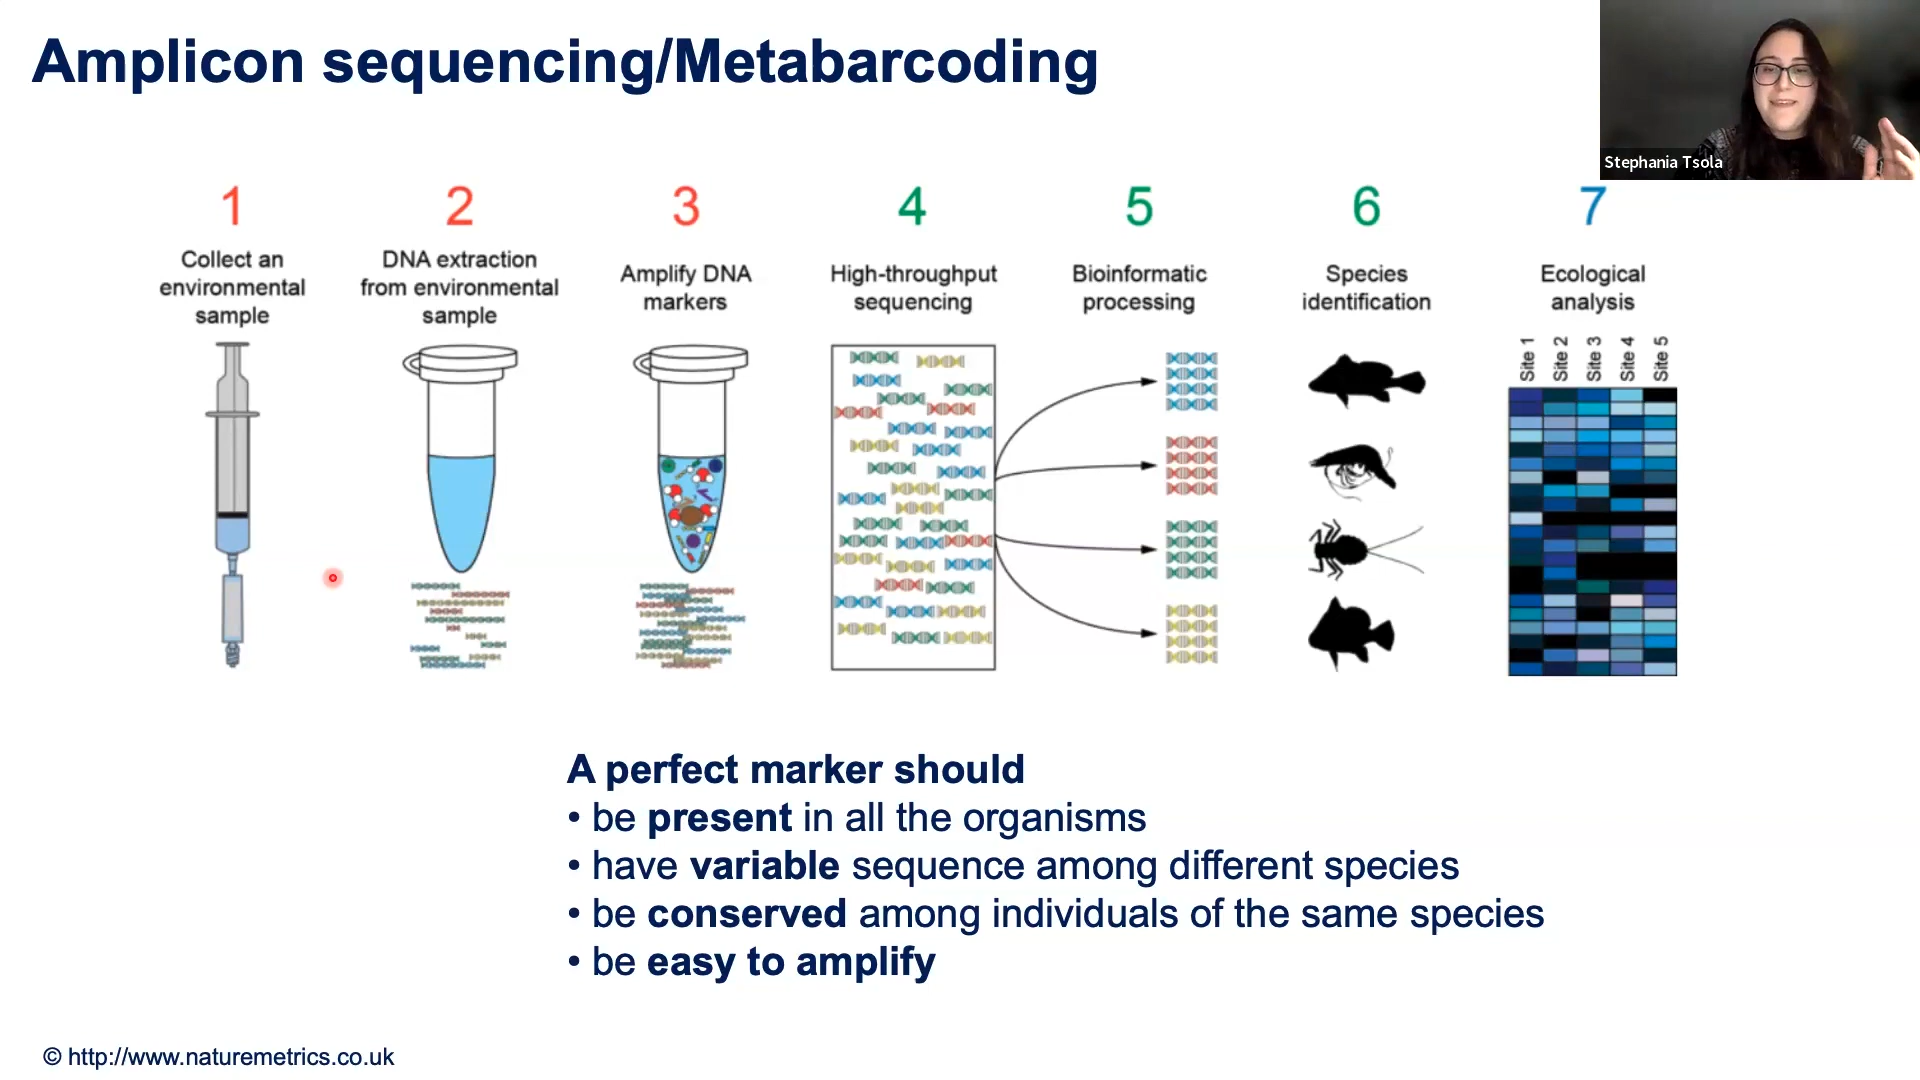 Amplicon sequencing/Metabarcoding
Stephania Tsola
1
2
3
4
5
6
7
Collect an
environmental
sample
DNA extraction
from environmental
sample
Amplify DNA
markers
High-throughput
sequencing
Bioinformatic
processing
Species
identification
Ecological
analysis
Site 1
Site 2
Site 3
Site 4
Site 5
A perfect marker should
• be present in all the organisms
• have variable sequence among different species
• be conserved among individuals of the same species
• be easy to amplify
© http://www.naturemetrics.co.uk